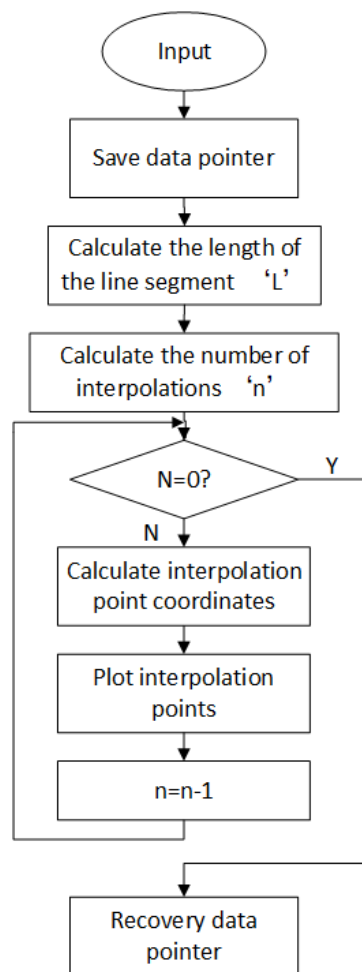 Input
Save data pointer
Calculate the length of
the line segment ‘L’
Calculate the number of
interpolations ‘n’
N=0?
Y
N
Calculate interpolation
point coordinates
Plot interpolation
points
n=n-1
Recovery data
pointer